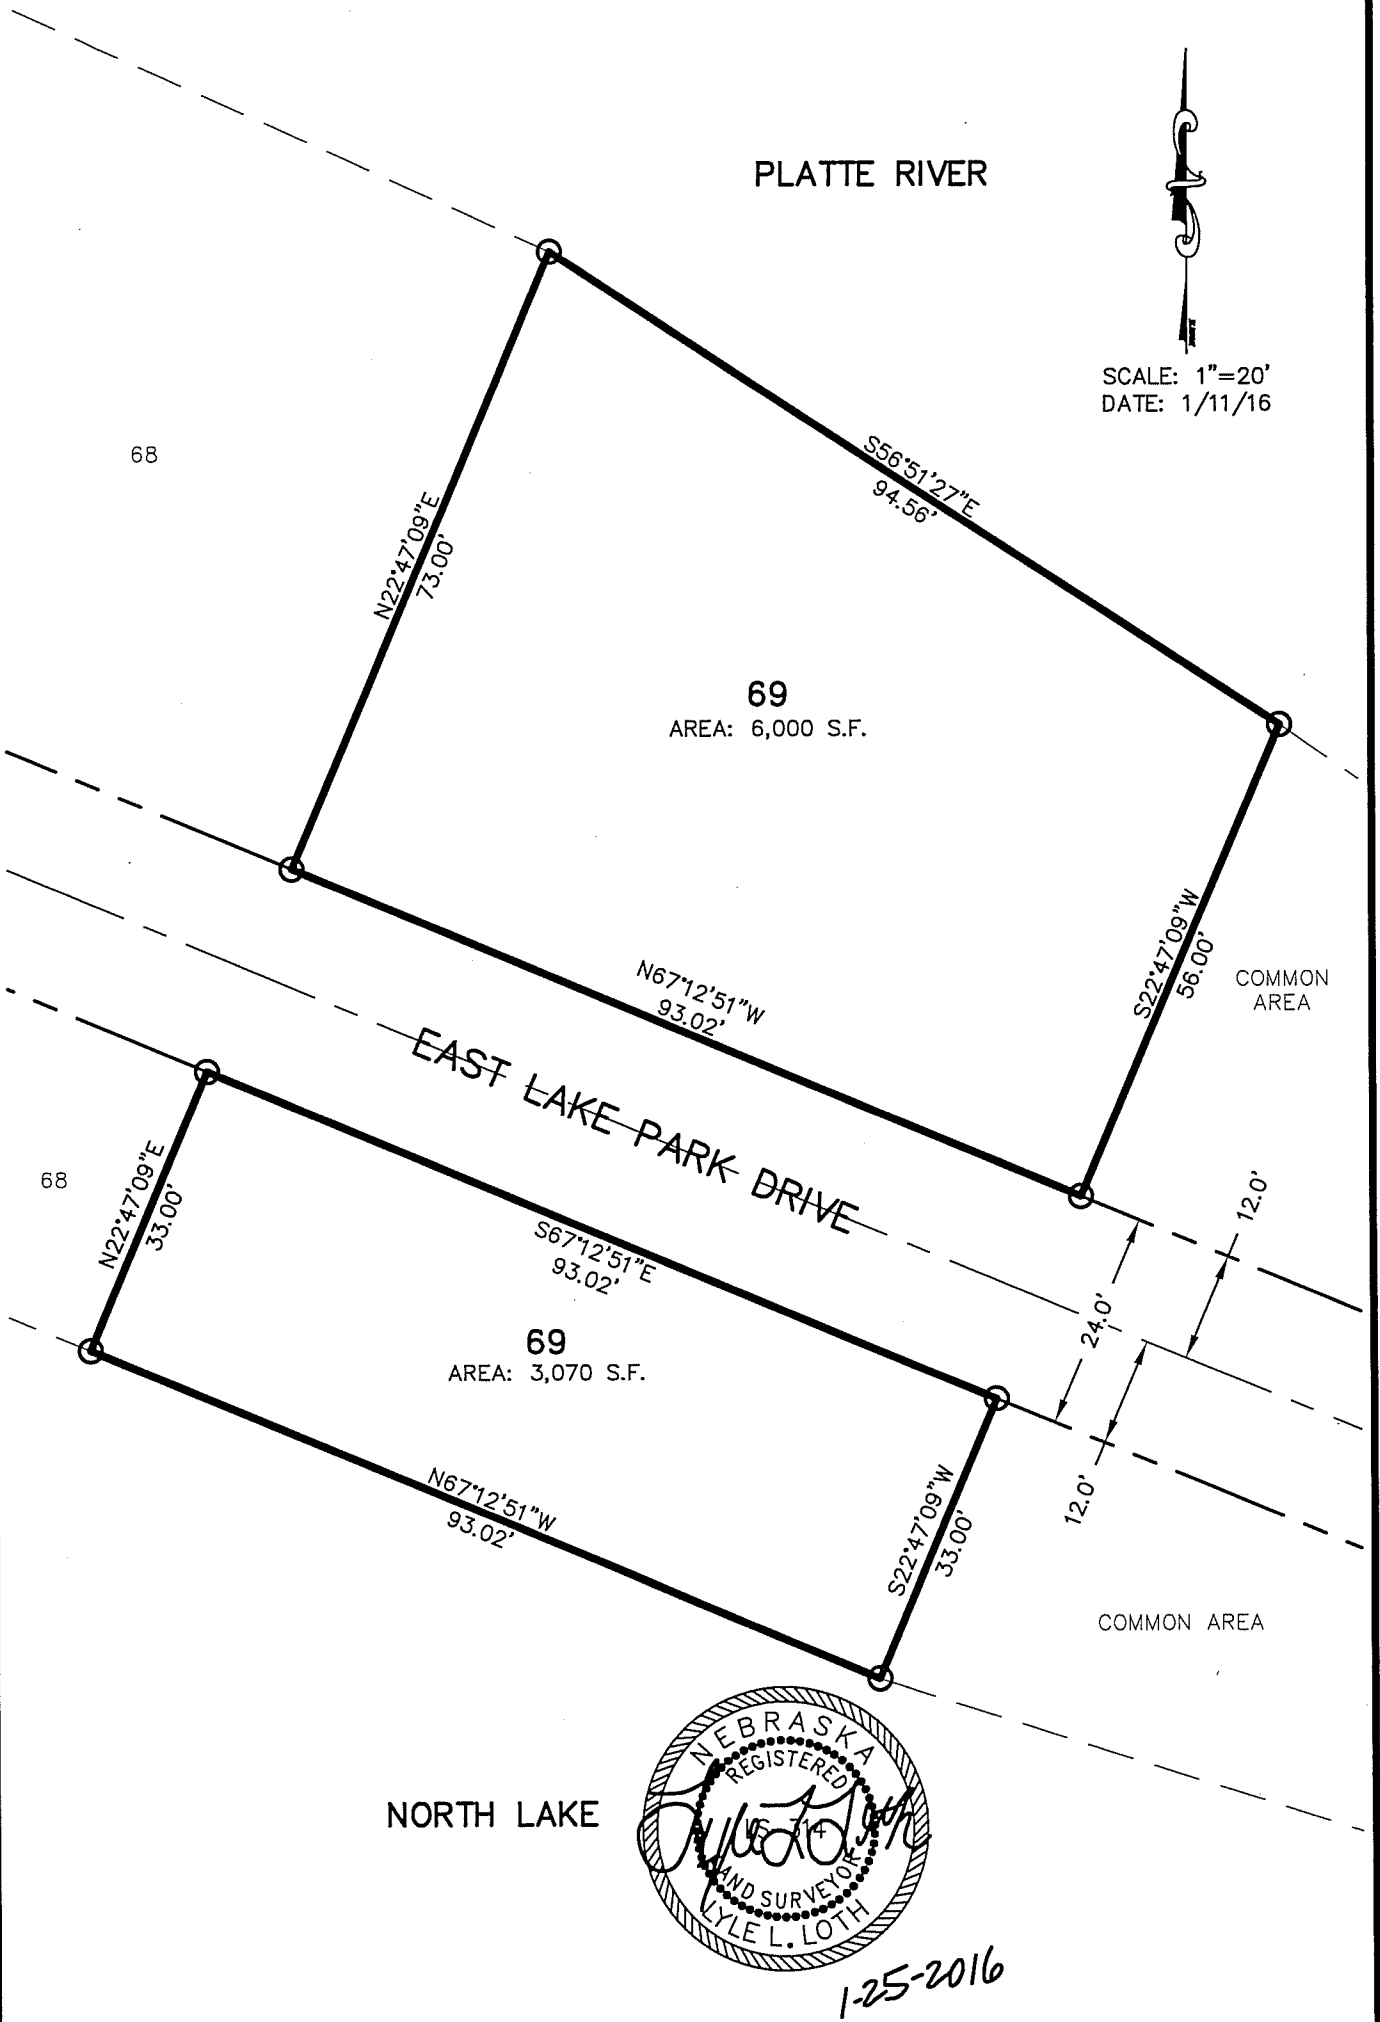 PLATTE RIVER
SCALE: 1"=20'
DATE: 1/11/16
68
S56°51'27"E
94.56'
N22°47'09"E
73.00'
69
AREA: 6,000 S.F.
S22°47'09"W
56.00'
COMMON
AREA
N67°12'51"W
93.02'
EAST LAKE PARK DRIVE
68
N22°47'09"E
33.00'
S67°12'51"E
93.02'
12.0'
24.0'
69
AREA: 3,070 S.F.
12.0'
N67°12'51"W
93.02'
S22°47'09"W
33.00'
COMMON AREA
NORTH LAKE
NEBRASKA
REGISTERED
LS-314
LAND SURVEYOR
LYLE L. LOTH
Lyle L. Loth
1-25-2016